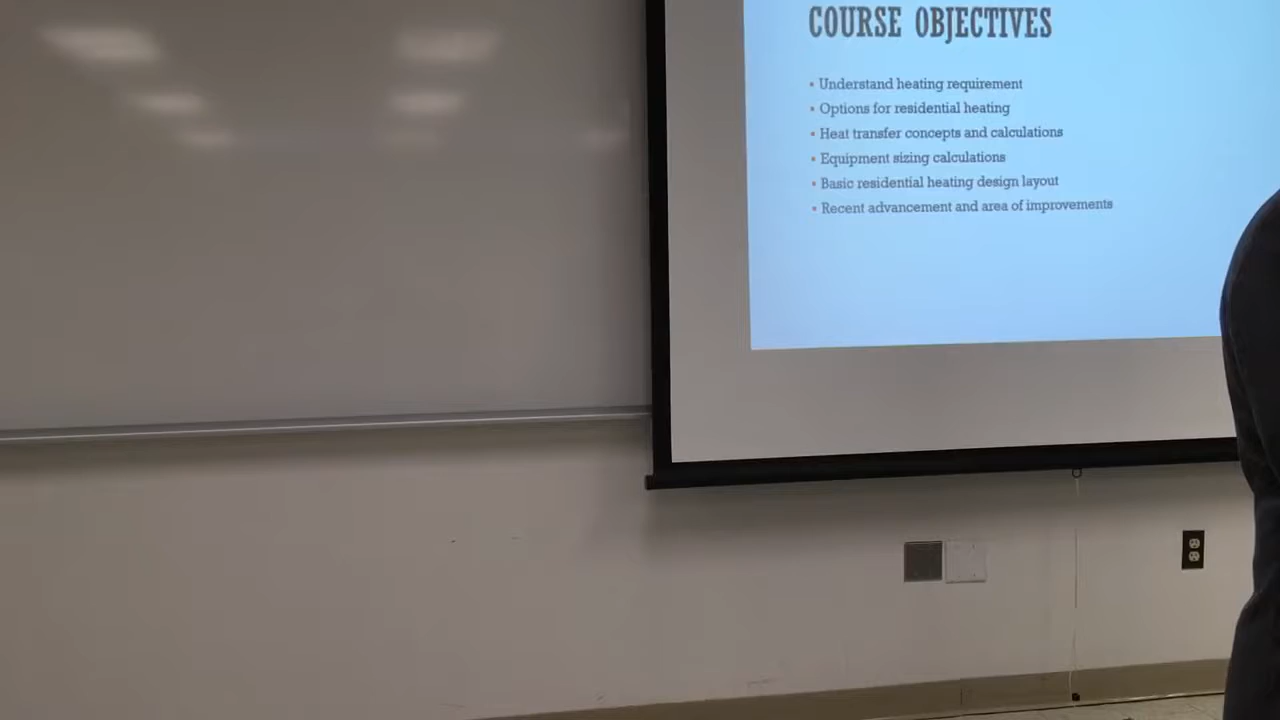 COURSE OBJECTIVES
▪ Understand heating requirement
▪ Options for residential heating
▪ Heat transfer concepts and calculations
▪ Equipment sizing calculations
▪ Basic residential heating design layout
▪ Recent advancement and area of improvements